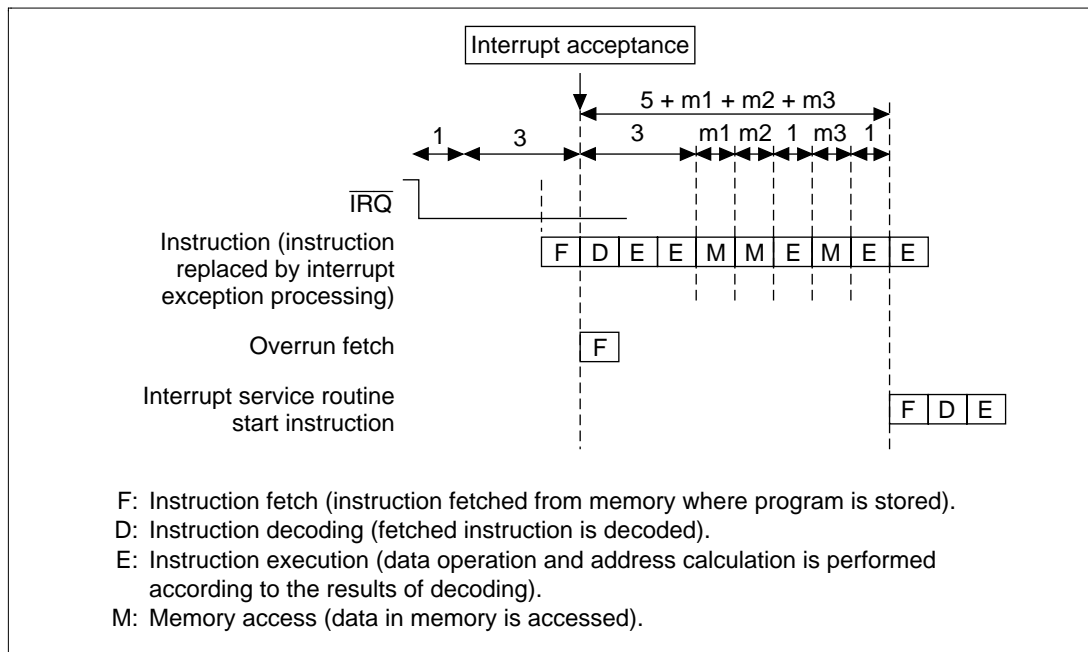 Interrupt acceptance
5 + m1 + m2 + m3
1 3 3 m1 m2 1 m3 1
IRQ
Instruction (instruction
replaced by interrupt
exception processing)
F D E E M M E M E E
Overrun fetch
F
Interrupt service routine
start instruction
F D E
F: Instruction fetch (instruction fetched from memory where program is stored).
D: Instruction decoding (fetched instruction is decoded).
E: Instruction execution (data operation and address calculation is performed
according to the results of decoding).
M: Memory access (data in memory is accessed).